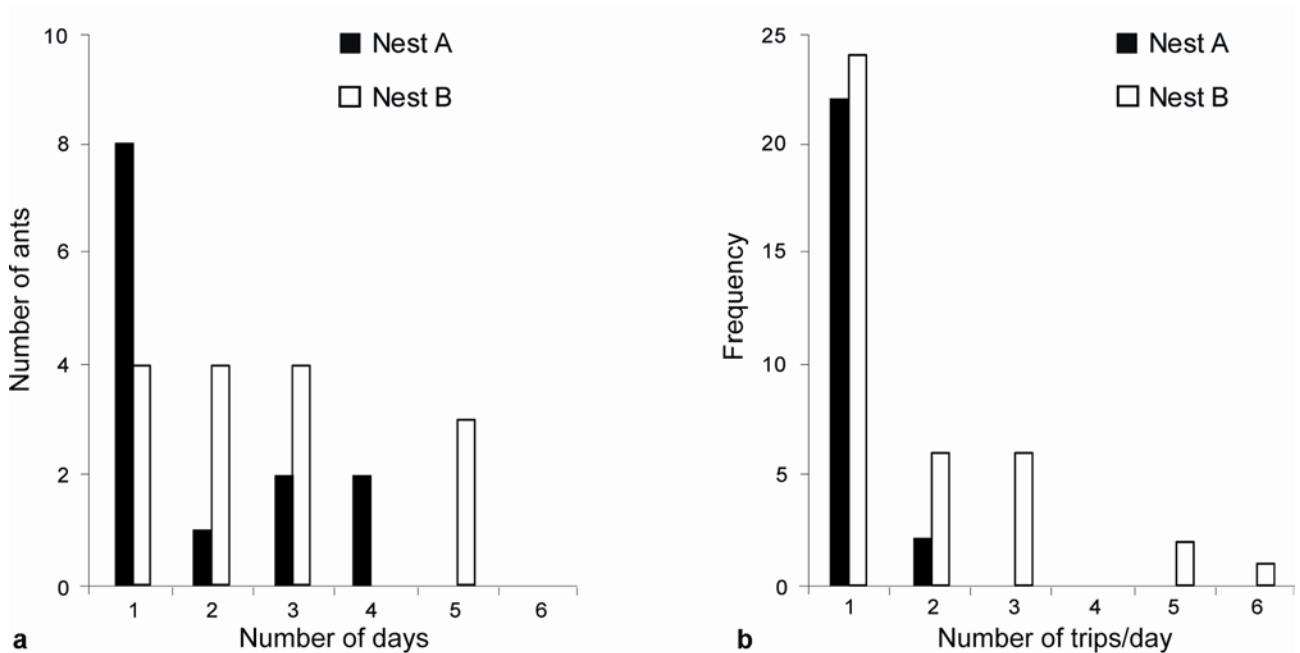 10
8
6
4
2
0
Number of ants
Nest A
Nest B
1 2 3 4 5 6
a Number of days
25
20
15
10
5
0
Frequency
Nest A
Nest B
1 2 3 4 5 6
b Number of trips/day